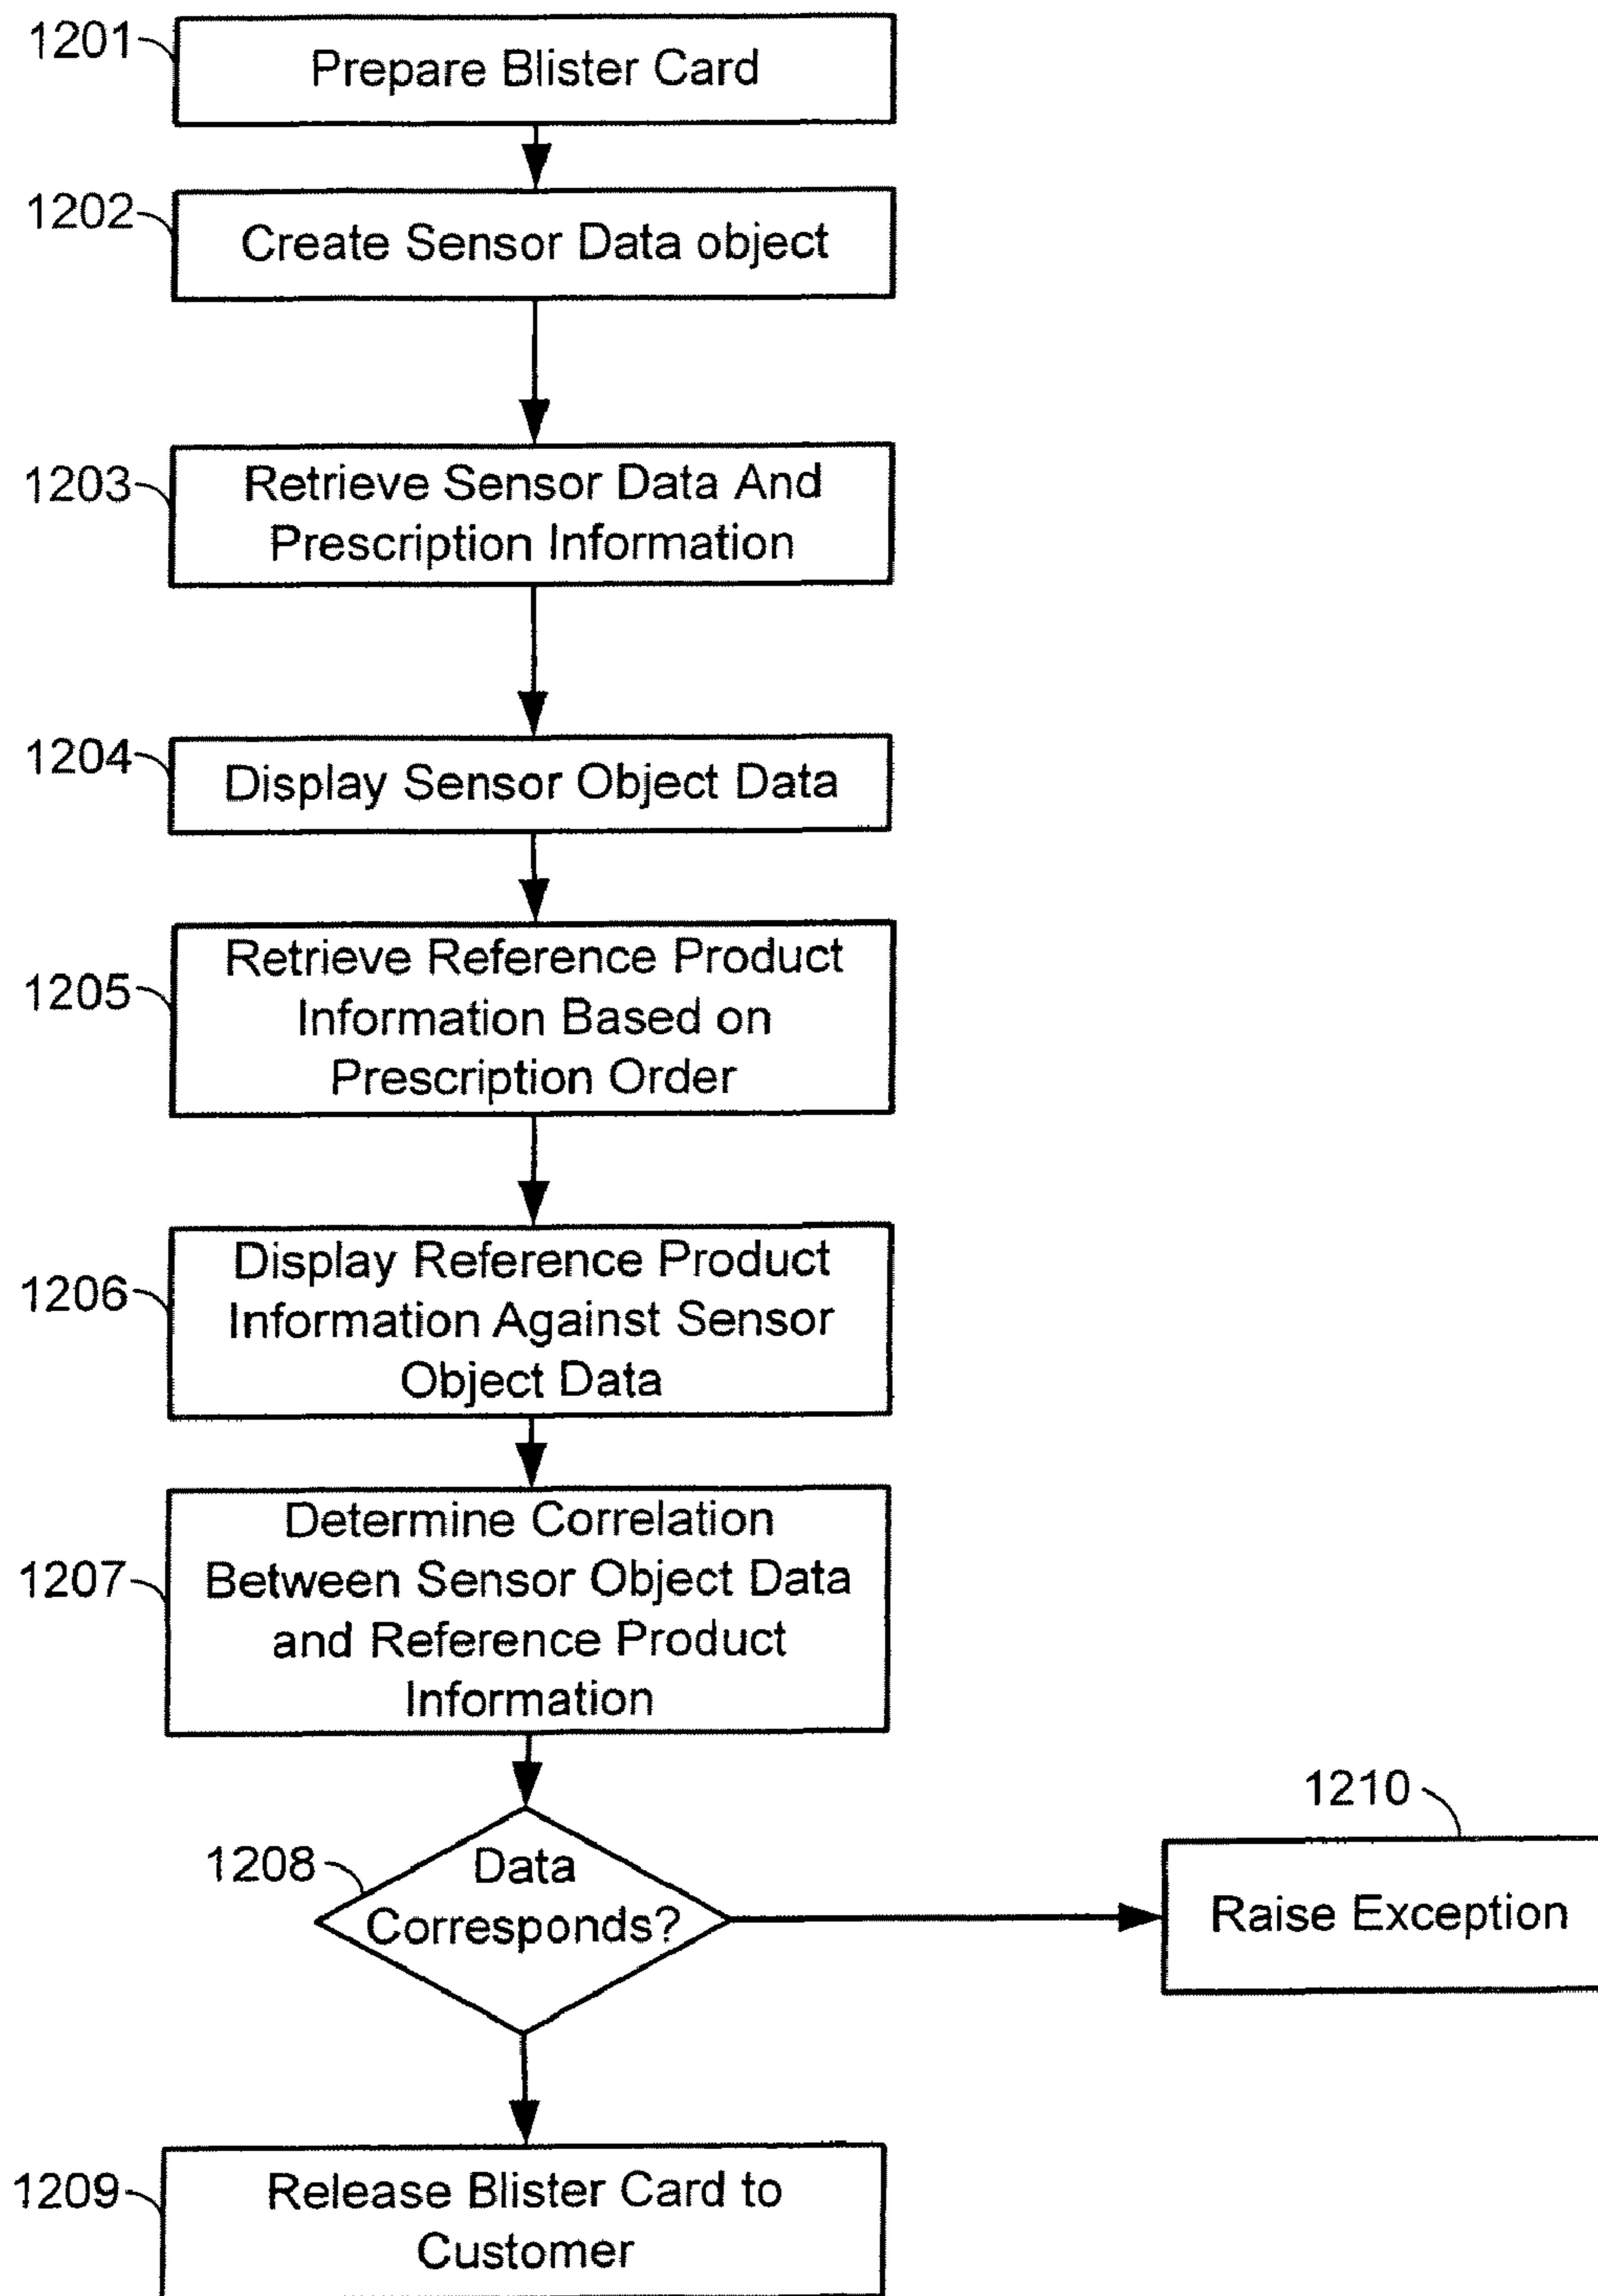 1201
Prepare Blister Card
1202
Create Sensor Data object
1203
Retrieve Sensor Data And
Prescription Information
1204
Display Sensor Object Data
1205
Retrieve Reference Product
Information Based on
Prescription Order
1206
Display Reference Product
Information Against Sensor
Object Data
1207
Determine Correlation
Between Sensor Object Data
and Reference Product
Information
1208
Data
Corresponds?
1210
Raise Exception
1209
Release Blister Card to
Customer